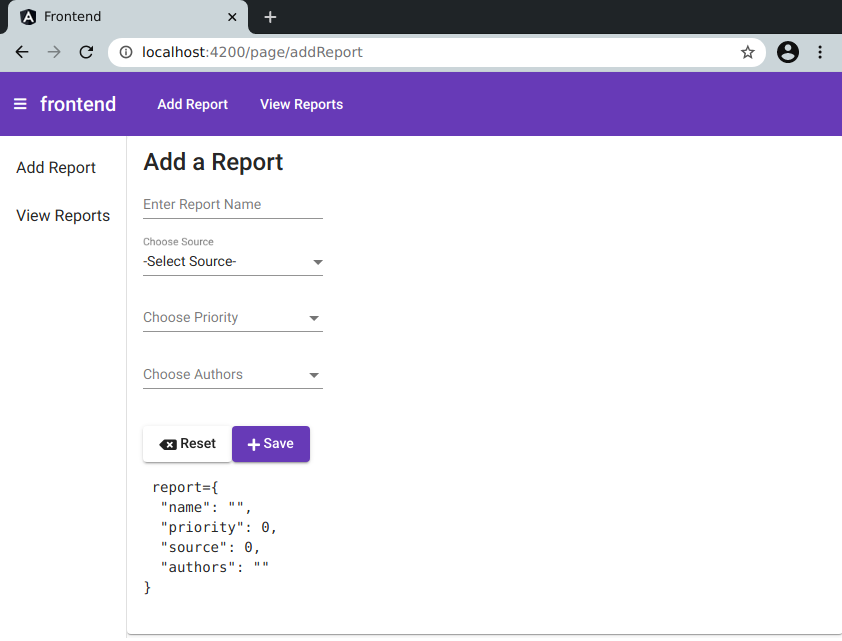 Frontend
localhost:4200/page/addReport
frontend Add Report View Reports
Add Report
View Reports
Add a Report
Enter Report Name
Choose Source
-Select Source-
Choose Priority
Choose Authors
Reset Save
report={
"name": "",
"priority": 0,
"source": 0,
"authors": ""
}